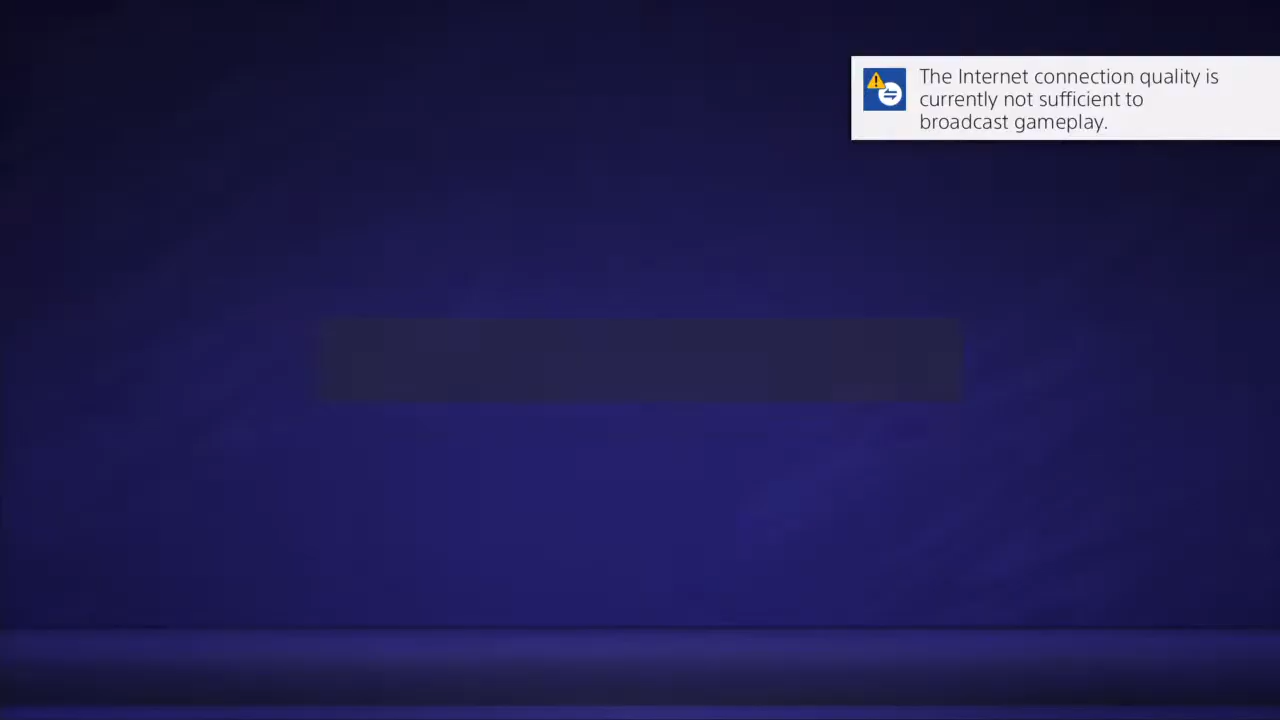 The Internet connection quality is
currently not sufficient to
broadcast gameplay.